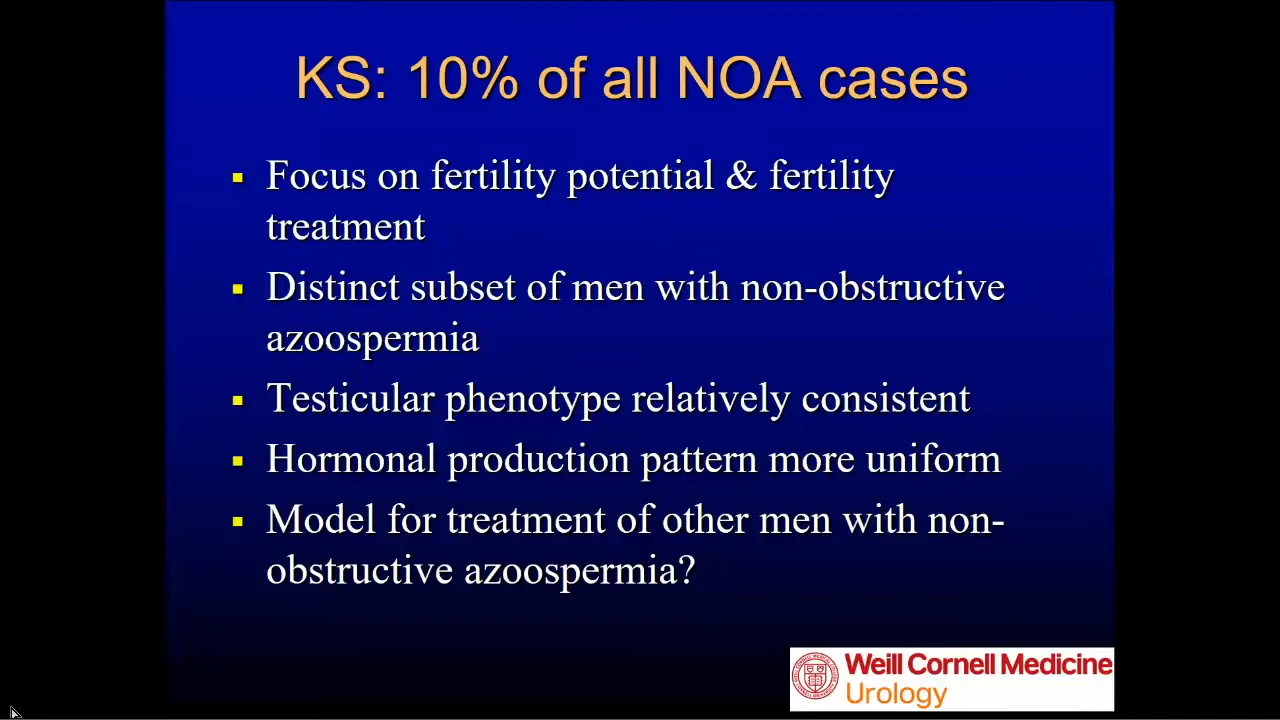 KS: 10% of all NOA cases
▪ Focus on fertility potential & fertility
treatment
▪ Distinct subset of men with non-obstructive
azoospermia
▪ Testicular phenotype relatively consistent
▪ Hormonal production pattern more uniform
▪ Model for treatment of other men with non-
obstructive azoospermia?
Weill Cornell Medicine
Urology